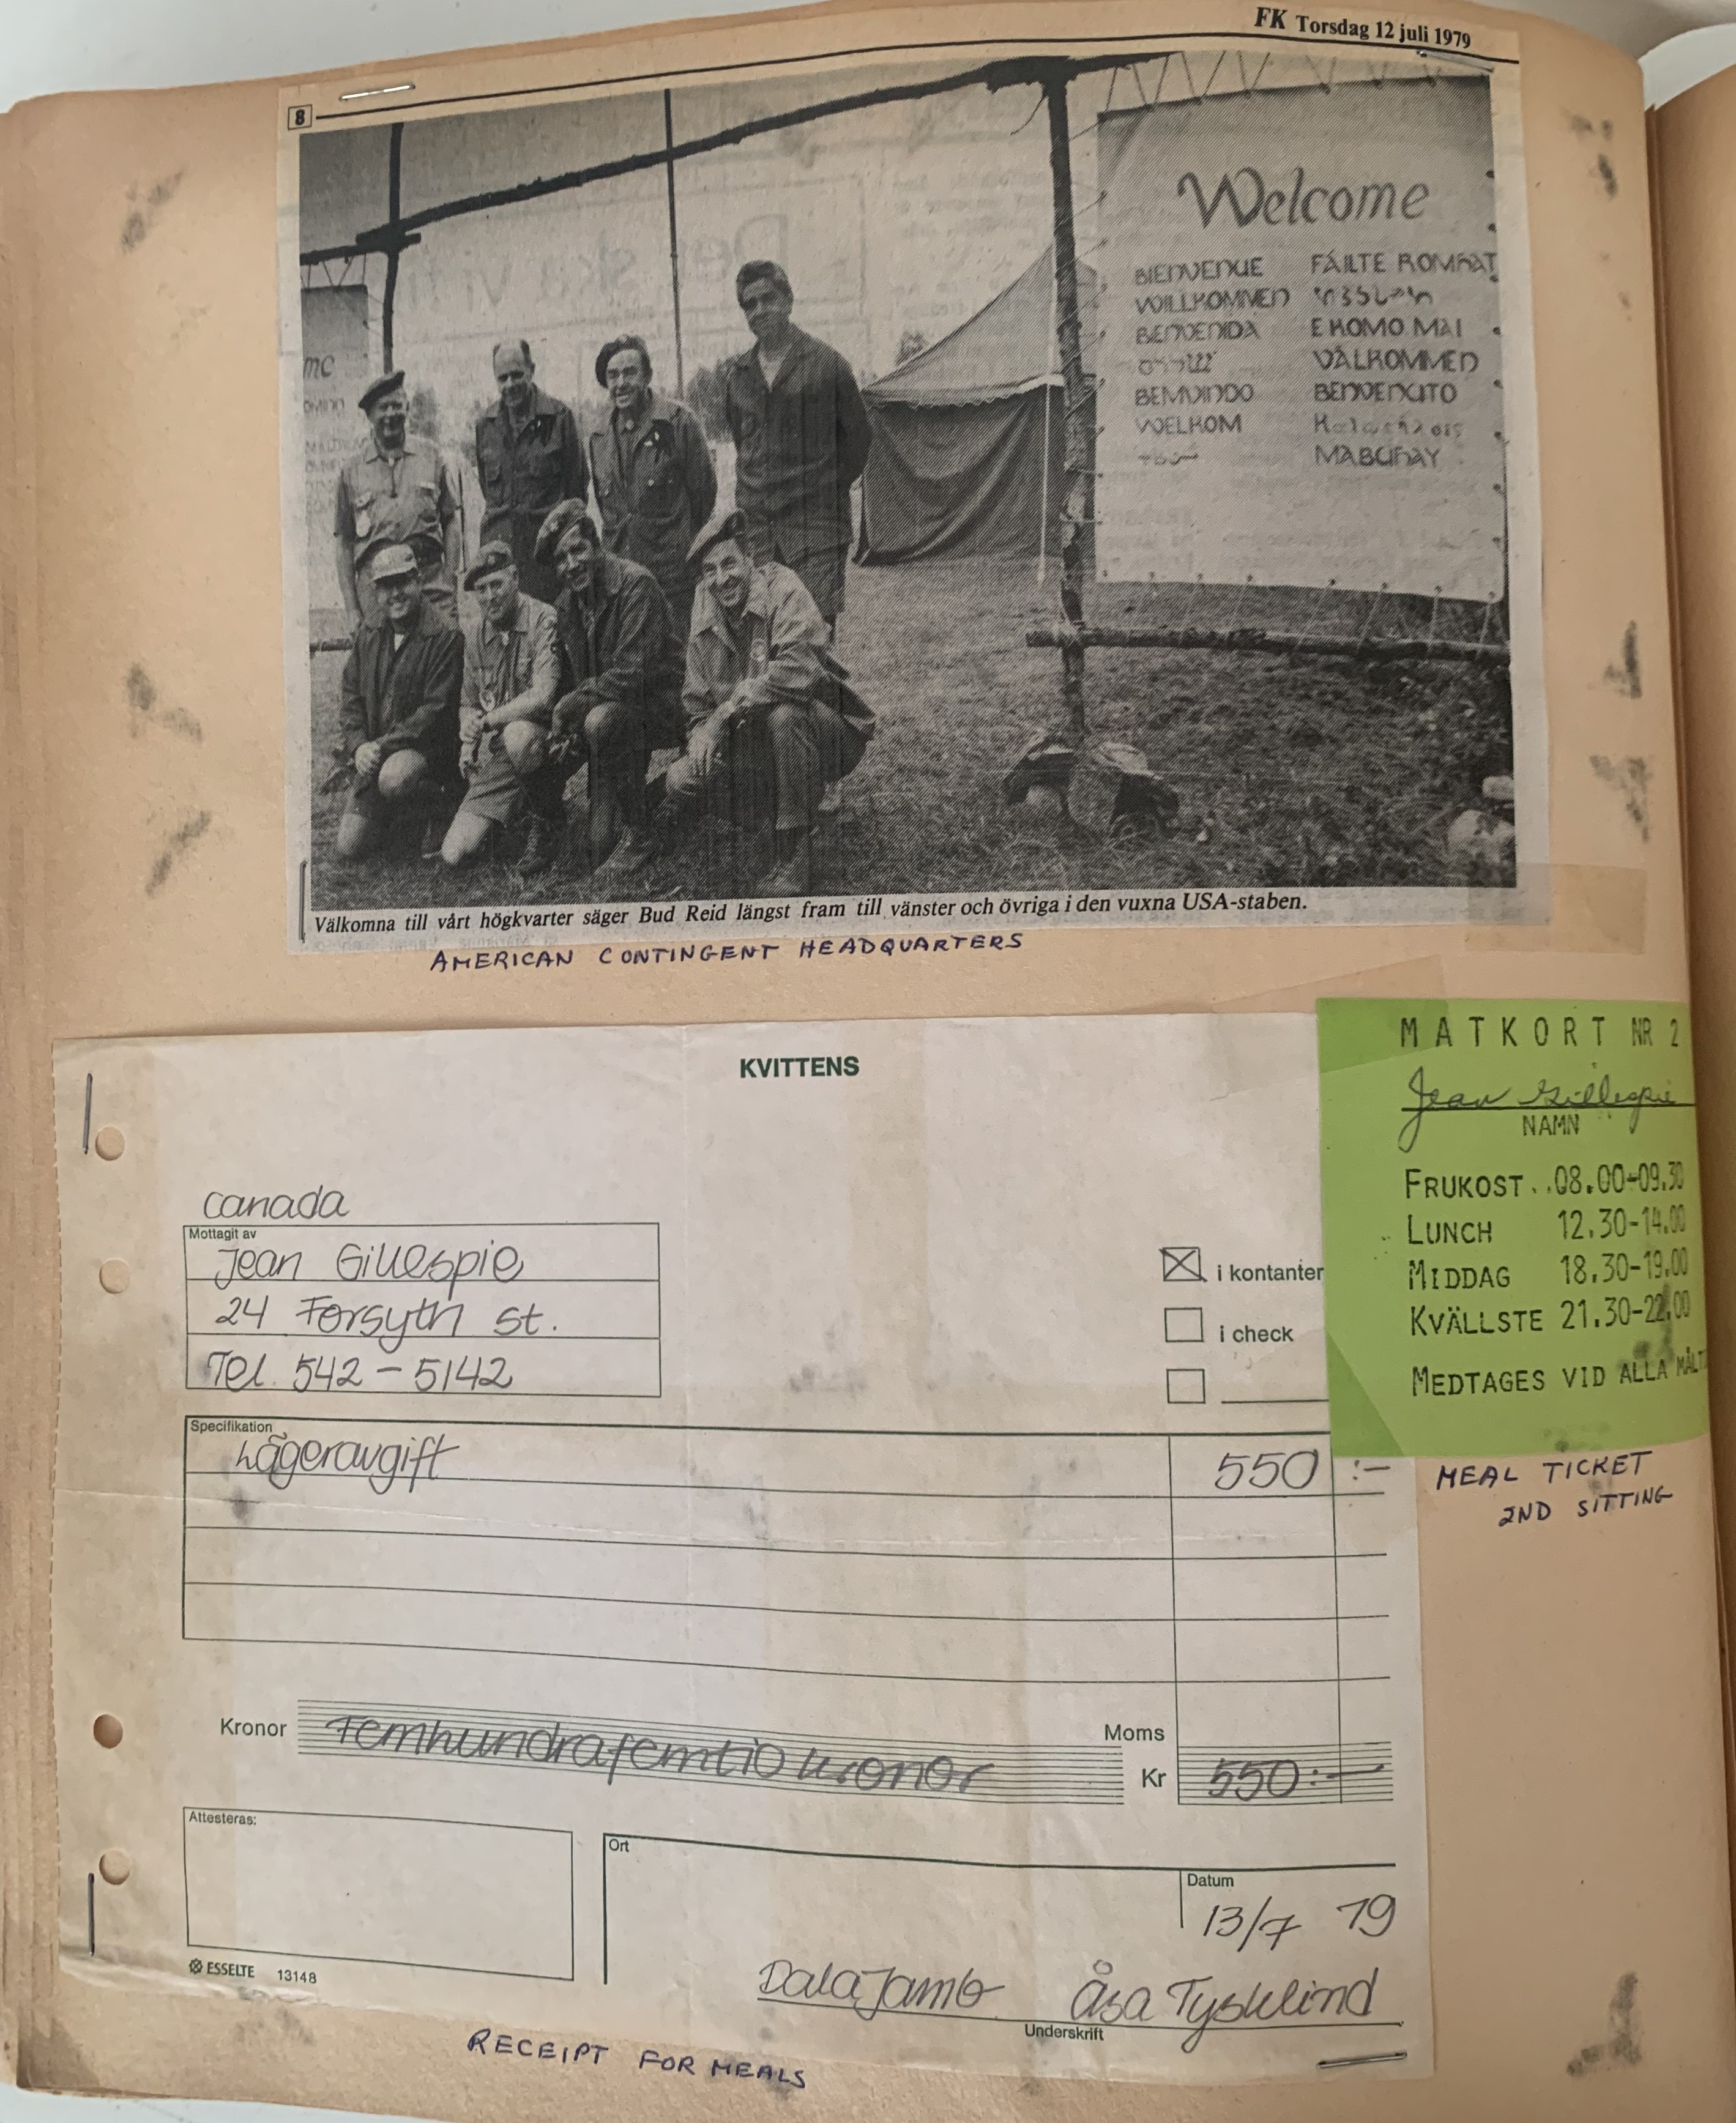 FK Torsdag 12 juli 1979
8
Welcome
BIENVENUE
WILLKOMMEN
BENVENIDA
WELKOM
FÁILTE ROMHAT
E KOMO MAI
VÄLKOMMEN
BENVENUTO
MABUHAY
Välkomna till vårt högkvarter säger Bud Reid längst fram till vänster och övriga i den vuxna USA-staben.
AMERICAN CONTINGENT HEADQUARTERS
KVITTENS
canada
Mottagit av
Jean Gillespie
24 Forsyth st.
Tel. 542-5142
i kontanter
i check
Specifikation
Lägeravgift 550 :-
Kronor Femhundrafemtio kronor
Moms
Kr 550:-
Attesteras:
Ort
Datum
13/7 79
DalaJamb Åsa Tysklind
Underskrift
ESSELTE 13148
RECEIPT FOR MEALS
MATKORT NR 2
Jean Gillespie
NAMN
FRUKOST..08.00-09.30
LUNCH 12.30-14.00
MIDDAG 18.30-19.00
KVÄLLSTE 21.30-22.00
MEDTAGES VID ALLA MÅLT
MEAL TICKET
2ND SITTING